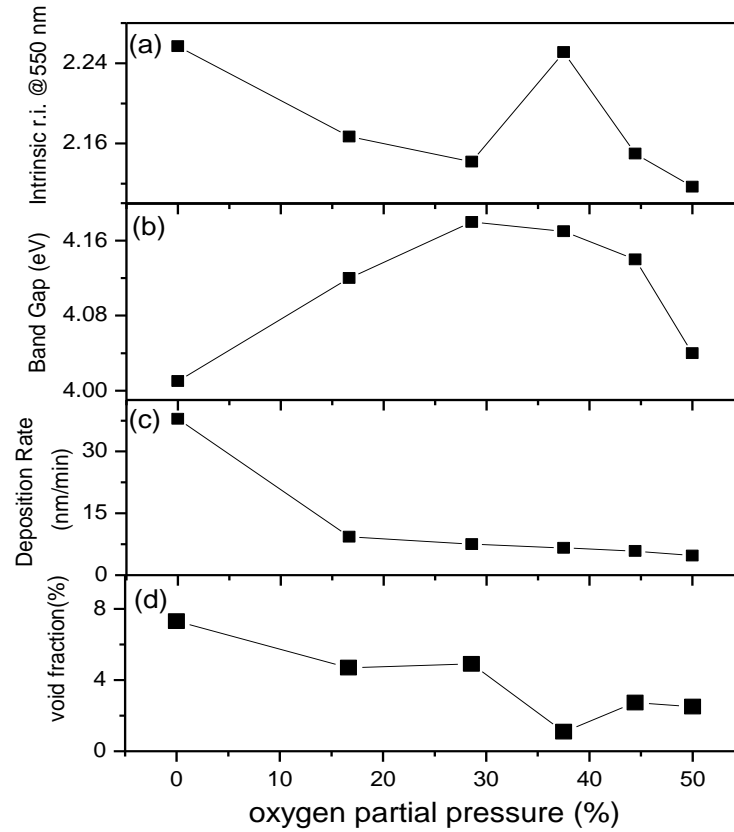 (a)
Intrinsic r.i. @550 nm
2.24
2.16
(b)
Band Gap (eV)
4.16
4.08
4.00
(c)
Deposition Rate
(nm/min)
30
15
0
(d)
void fraction(%)
8
4
0
0 10 20 30 40 50
oxygen partial pressure (%)